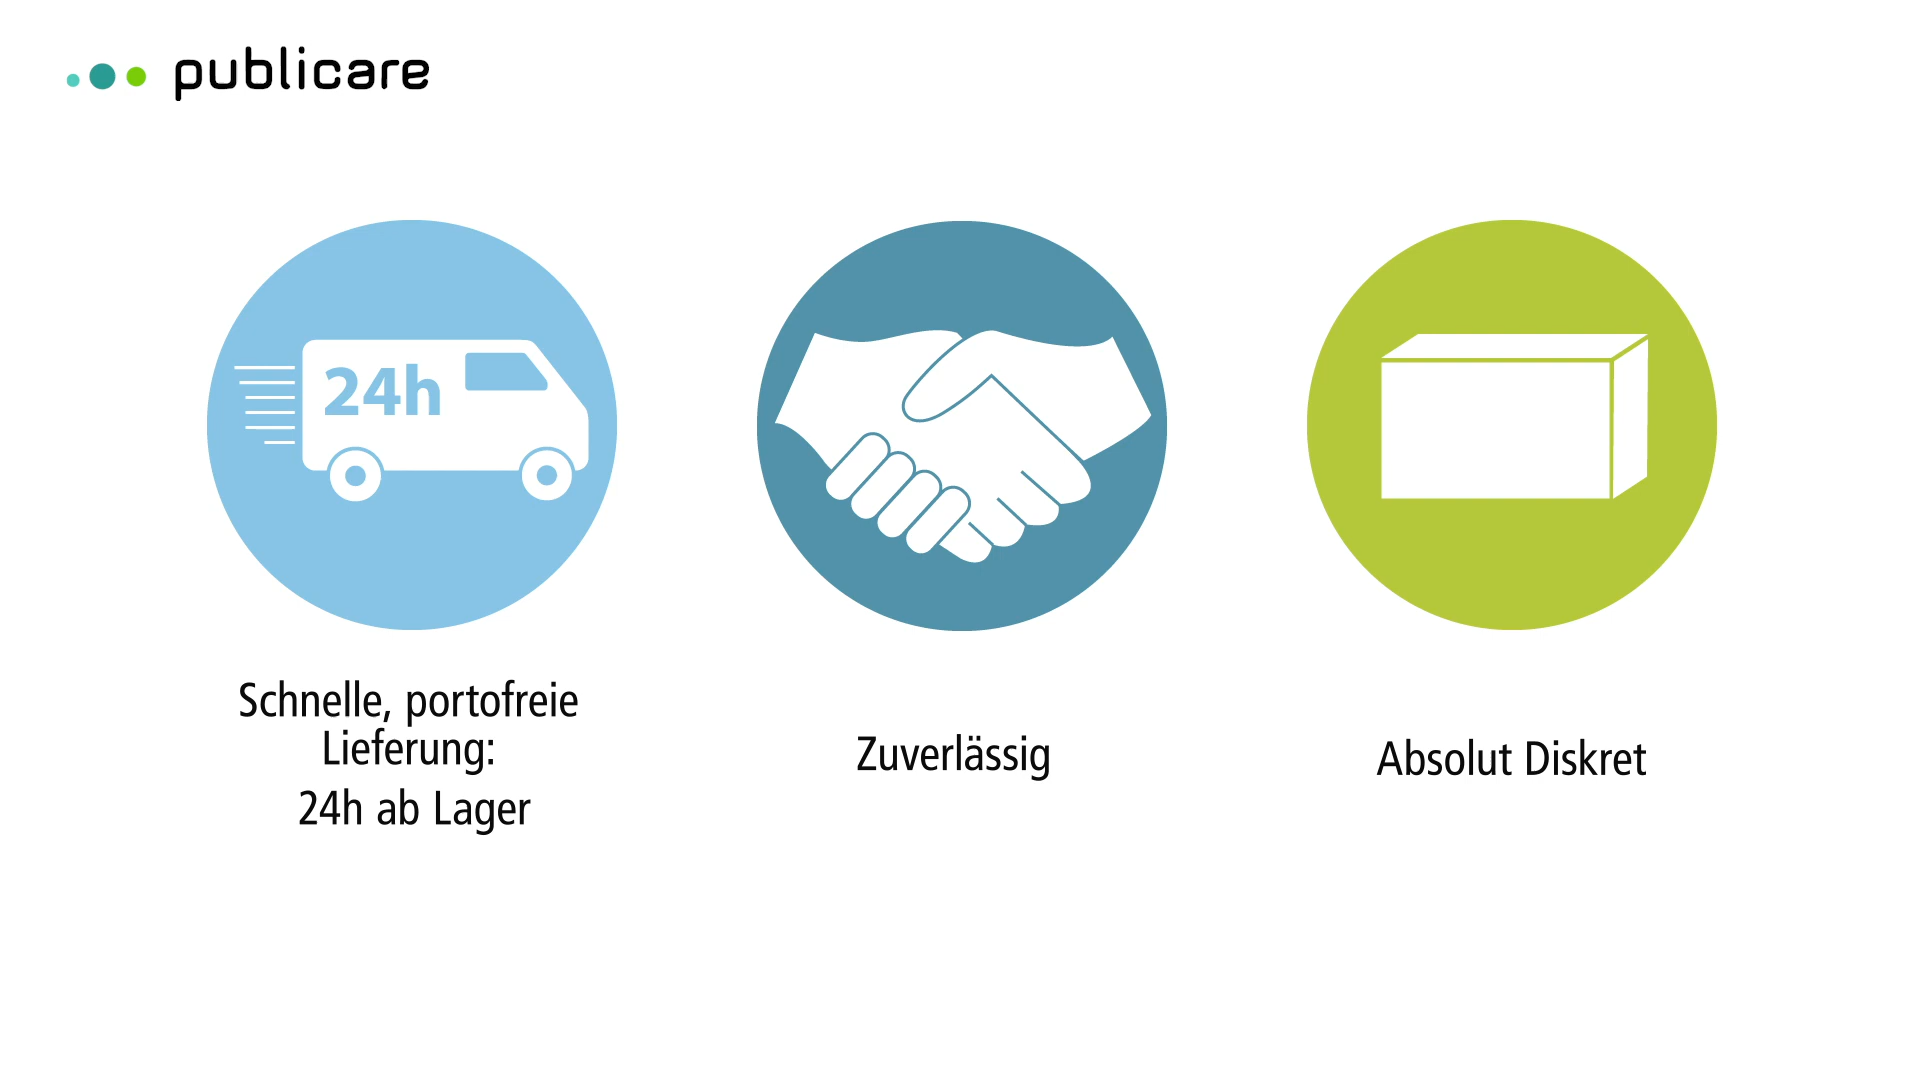 publicare
24h
Schnelle, portofreie
Lieferung:
24h ab Lager
Zuverlässig
Absolut Diskret